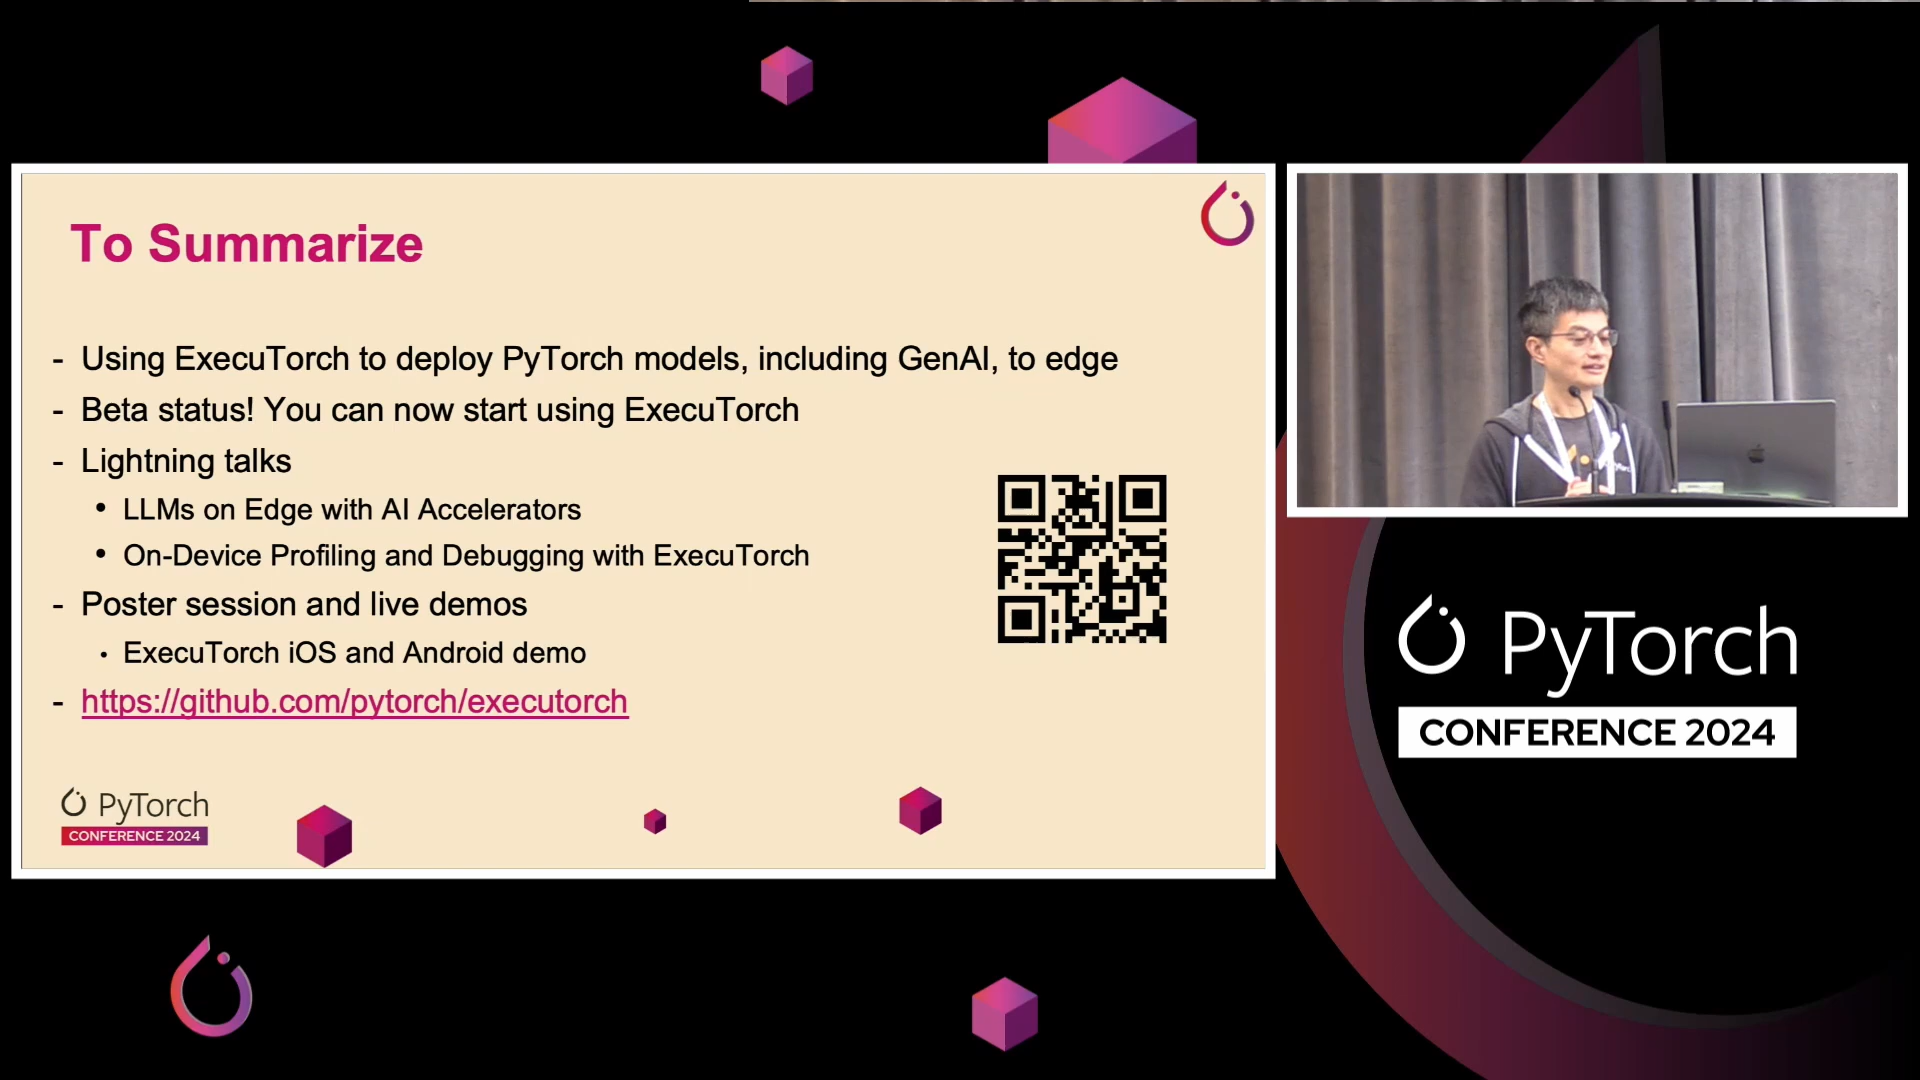 To Summarize
- Using ExecuTorch to deploy PyTorch models, including GenAI, to edge
- Beta status! You can now start using ExecuTorch
- Lightning talks
• LLMs on Edge with AI Accelerators
• On-Device Profiling and Debugging with ExecuTorch
- Poster session and live demos
• ExecuTorch iOS and Android demo
- https://github.com/pytorch/executorch
PyTorch
CONFERENCE 2024
PyTorch
CONFERENCE 2024